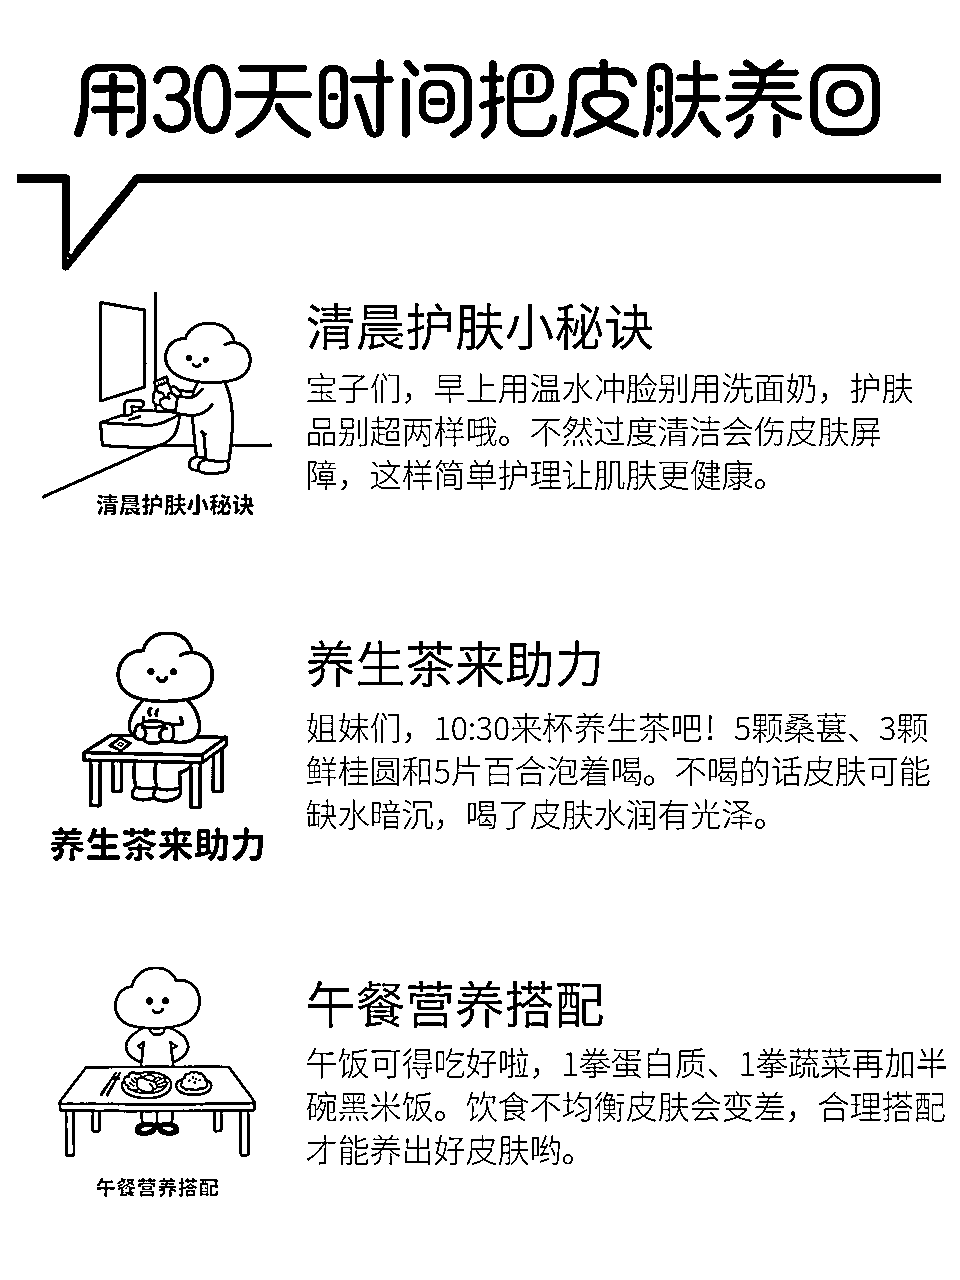 用30天时间把皮肤养回
清晨护肤小秘诀
宝子们，早上用温水冲脸别用洗面奶，护肤
品别超两样哦。不然过度清洁会伤皮肤屏
障，这样简单护理让肌肤更健康。
清晨护肤小秘诀
养生茶来助力
姐妹们，10:30来杯养生茶吧！5颗桑葚、3颗
鲜桂圆和5片百合泡着喝。不喝的话皮肤可能
缺水暗沉，喝了皮肤水润有光泽。
养生茶来助力
午餐营养搭配
午饭可得吃好啦，1拳蛋白质、1拳蔬菜再加半
碗黑米饭。饮食不均衡皮肤会变差，合理搭配
才能养出好皮肤哟。
午餐营养搭配